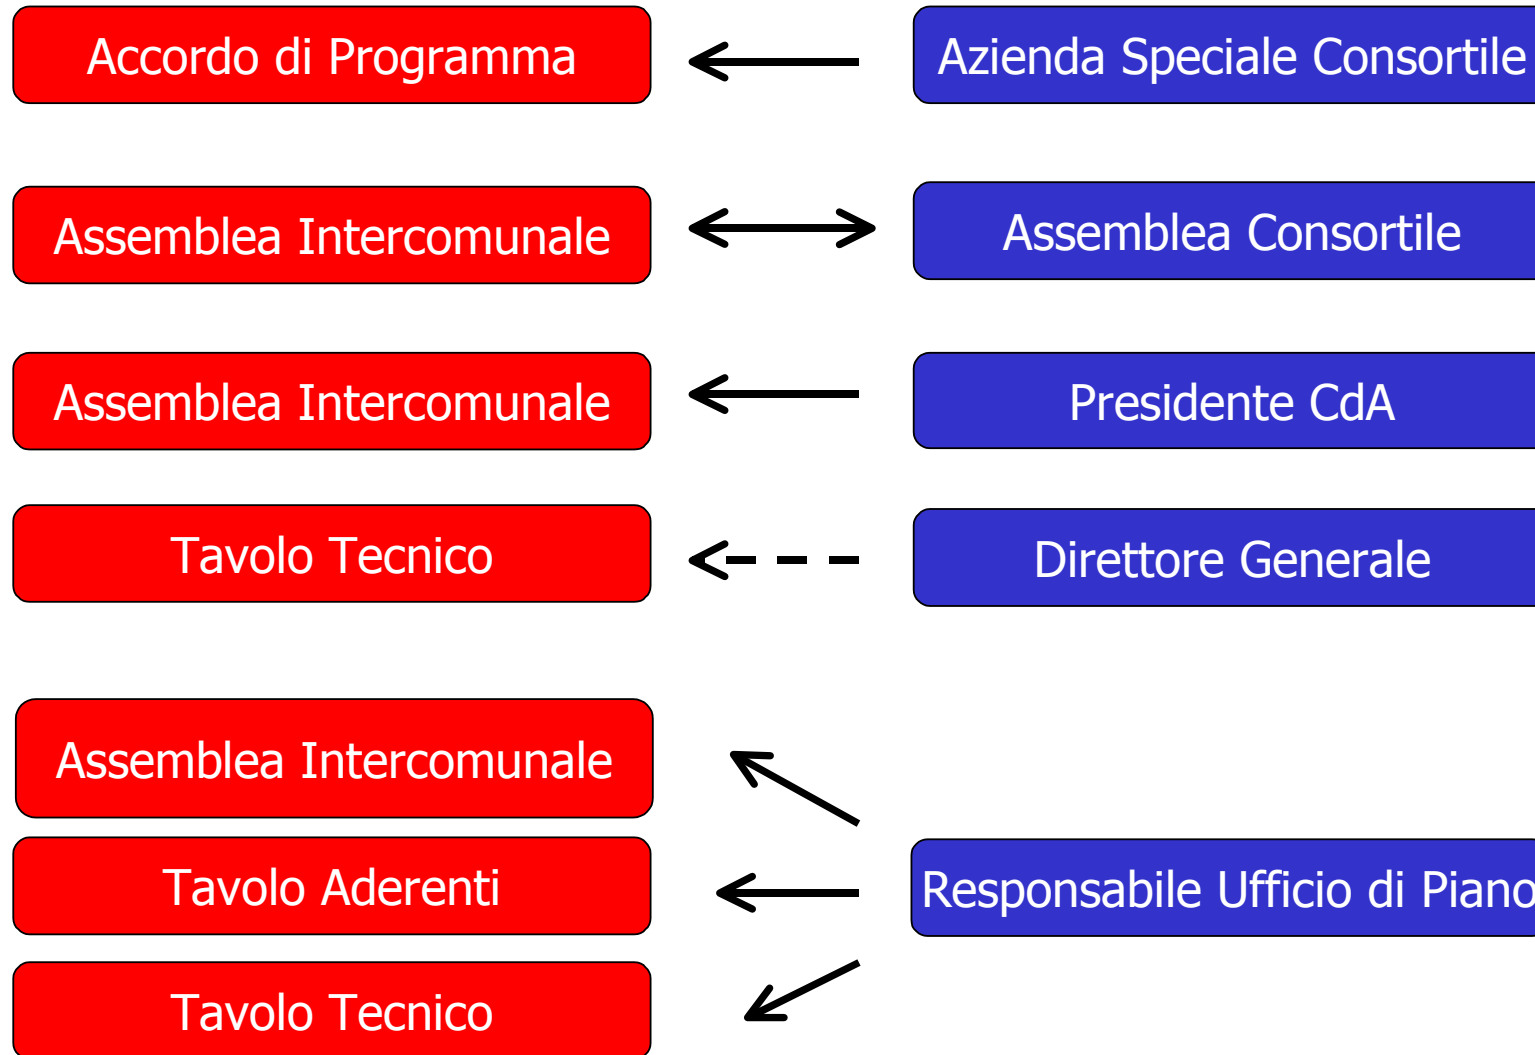 Accordo di Programma
Azienda Speciale Consortile
Assemblea Intercomunale
Assemblea Consortile
Assemblea Intercomunale
Presidente CdA
Tavolo Tecnico
Direttore Generale
Assemblea Intercomunale
Tavolo Aderenti
Responsabile Ufficio di Piano
Tavolo Tecnico